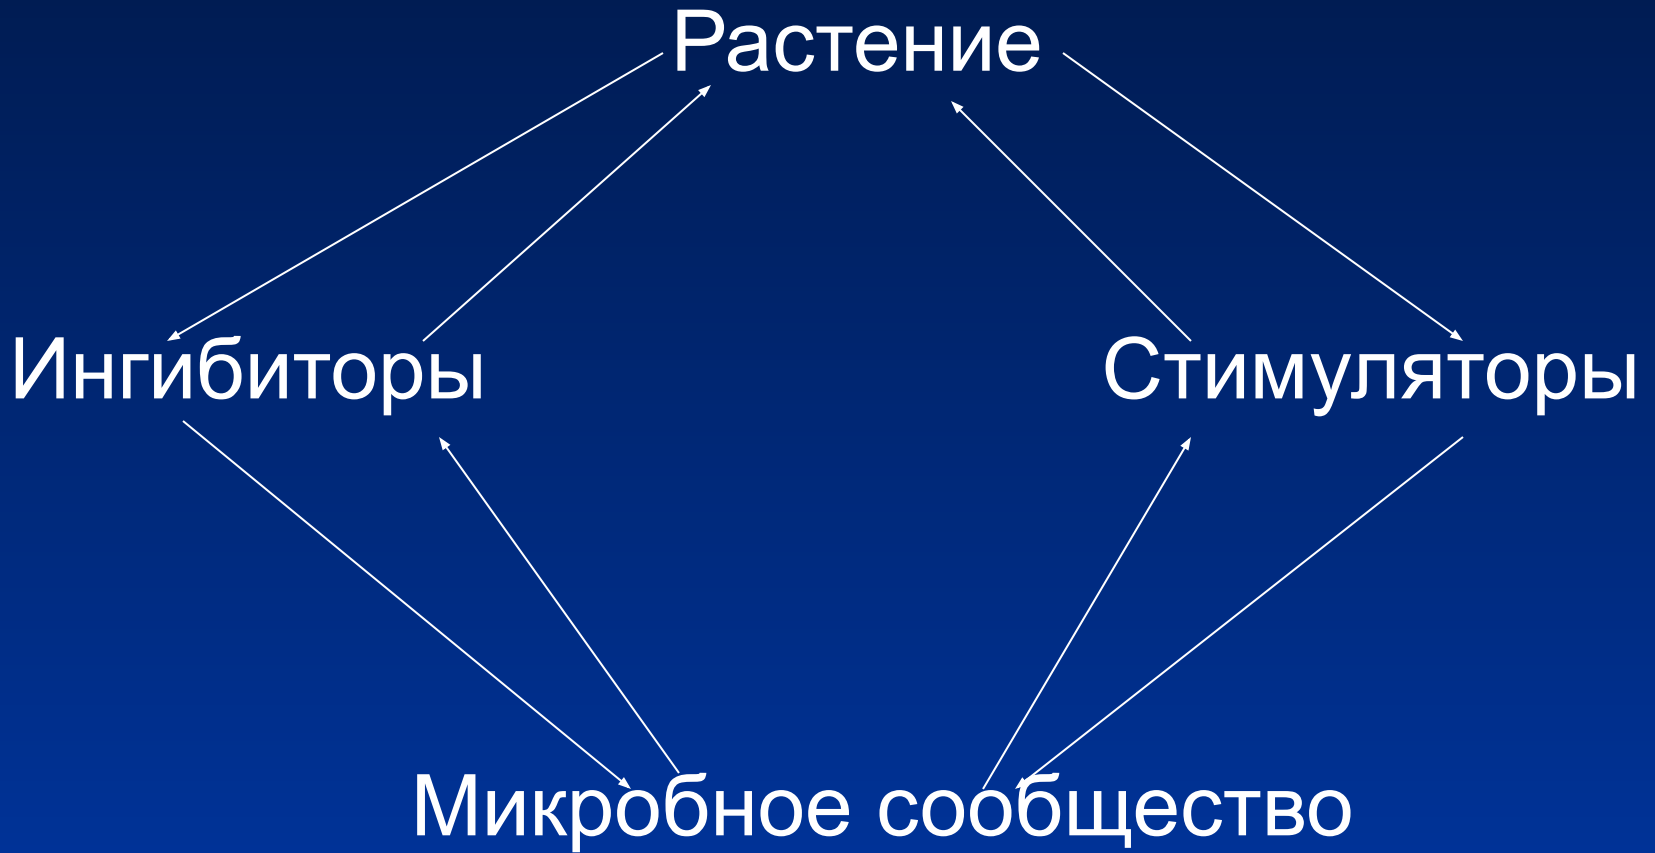 Растение
Ингибиторы
Стимуляторы
Микробное сообщество